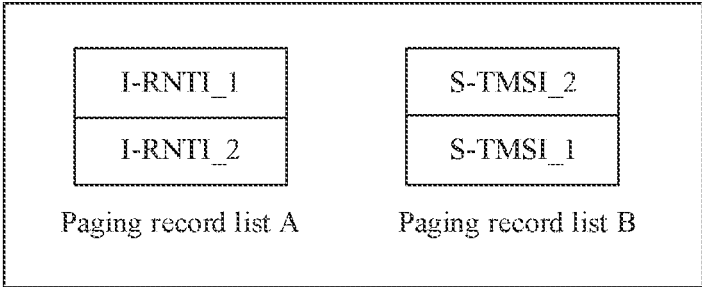 I-RNTI_1
I-RNTI_2
Paging record list A
S-TMSI_2
S-TMSI_1
Paging record list B